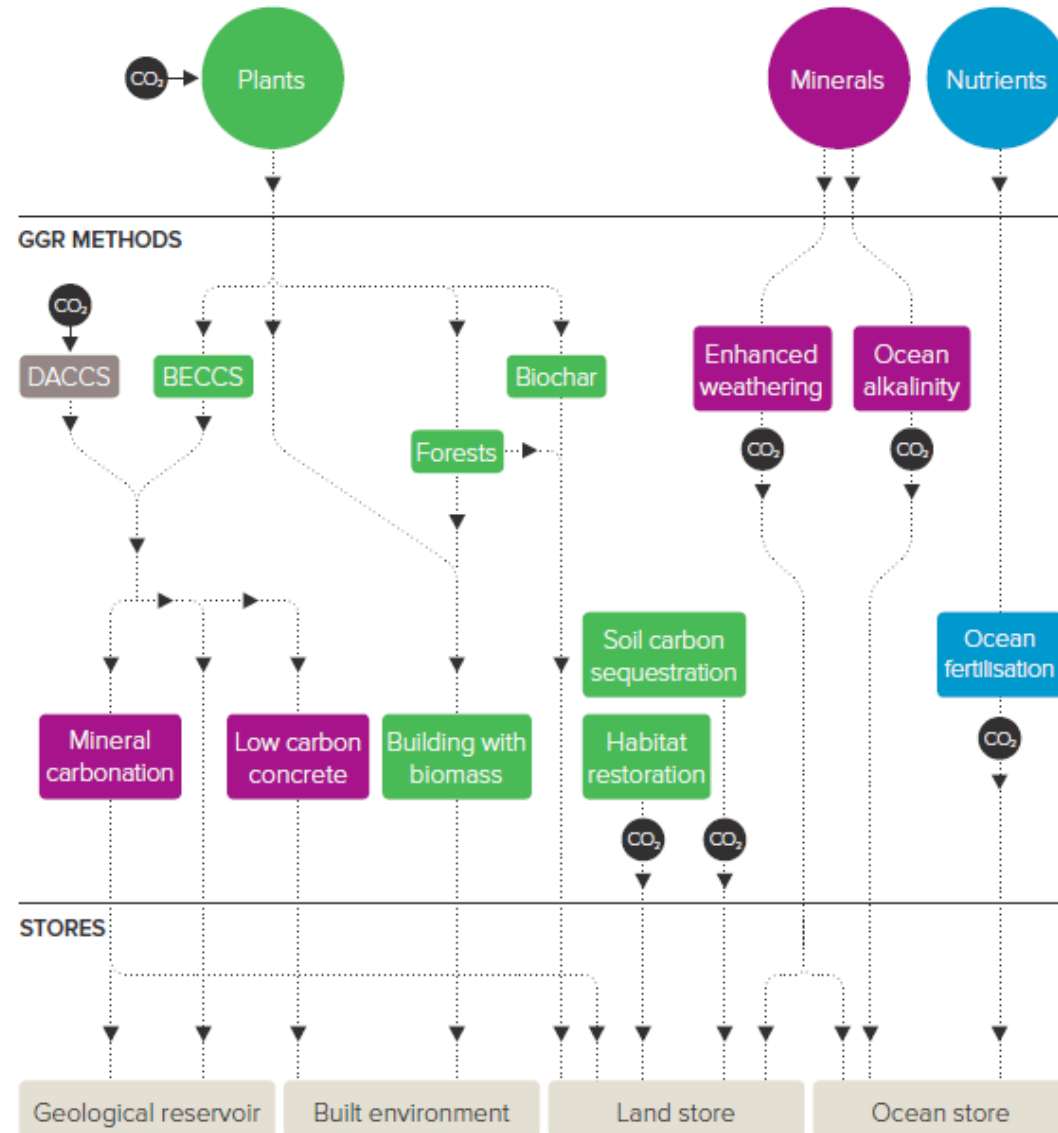 CO₂
Plants
Minerals
Nutrients
GGR METHODS
CO₂
DACCS
BECCS
Biochar
Enhanced
weathering
Ocean
alkalinity
Forests
CO₂
CO₂
Soil carbon
sequestration
Ocean
fertilisation
Mineral
carbonation
Low carbon
concrete
Building with
biomass
Habitat
restoration
CO₂
CO₂
CO₂
STORES
Geological reservoir
Built environment
Land store
Ocean store